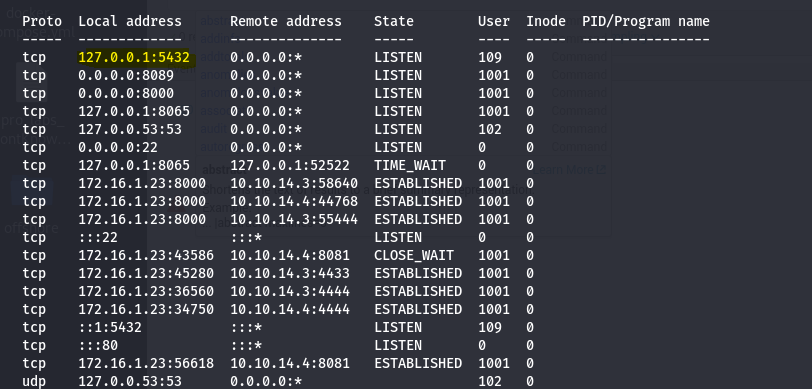 Proto  Local address      Remote address    State        User  Inode  PID/Program name
-----  -------------      --------------    -----        ----  -----  ----------------
tcp    127.0.0.1:5432     0.0.0.0:*         LISTEN       109   0
tcp    0.0.0.0:8089       0.0.0.0:*         LISTEN       1001  0
tcp    0.0.0.0:8000       0.0.0.0:*         LISTEN       1001  0
tcp    127.0.0.1:8065     0.0.0.0:*         LISTEN       1001  0
tcp    127.0.0.53:53      0.0.0.0:*         LISTEN       102   0
tcp    0.0.0.0:22         0.0.0.0:*         LISTEN       0     0
tcp    127.0.0.1:8065     127.0.0.1:52522   TIME_WAIT    0     0
tcp    172.16.1.23:8000   10.10.14.3:58640  ESTABLISHED  1001  0
tcp    172.16.1.23:8000   10.10.14.4:44768  ESTABLISHED  1001  0
tcp    172.16.1.23:8000   10.10.14.3:55444  ESTABLISHED  1001  0
tcp    :::22              :::*              LISTEN       0     0
tcp    172.16.1.23:43586  10.10.14.4:8081   CLOSE_WAIT   1001  0
tcp    172.16.1.23:45280  10.10.14.3:4433   ESTABLISHED  1001  0
tcp    172.16.1.23:36560  10.10.14.3:4444   ESTABLISHED  1001  0
tcp    172.16.1.23:34750  10.10.14.4:4444   ESTABLISHED  1001  0
tcp    ::1:5432           :::*              LISTEN       109   0
tcp    :::80              :::*              LISTEN       0     0
tcp    172.16.1.23:56618  10.10.14.4:8081   ESTABLISHED  1001  0
udp    127.0.0.53:53      0.0.0.0:*                      102   0